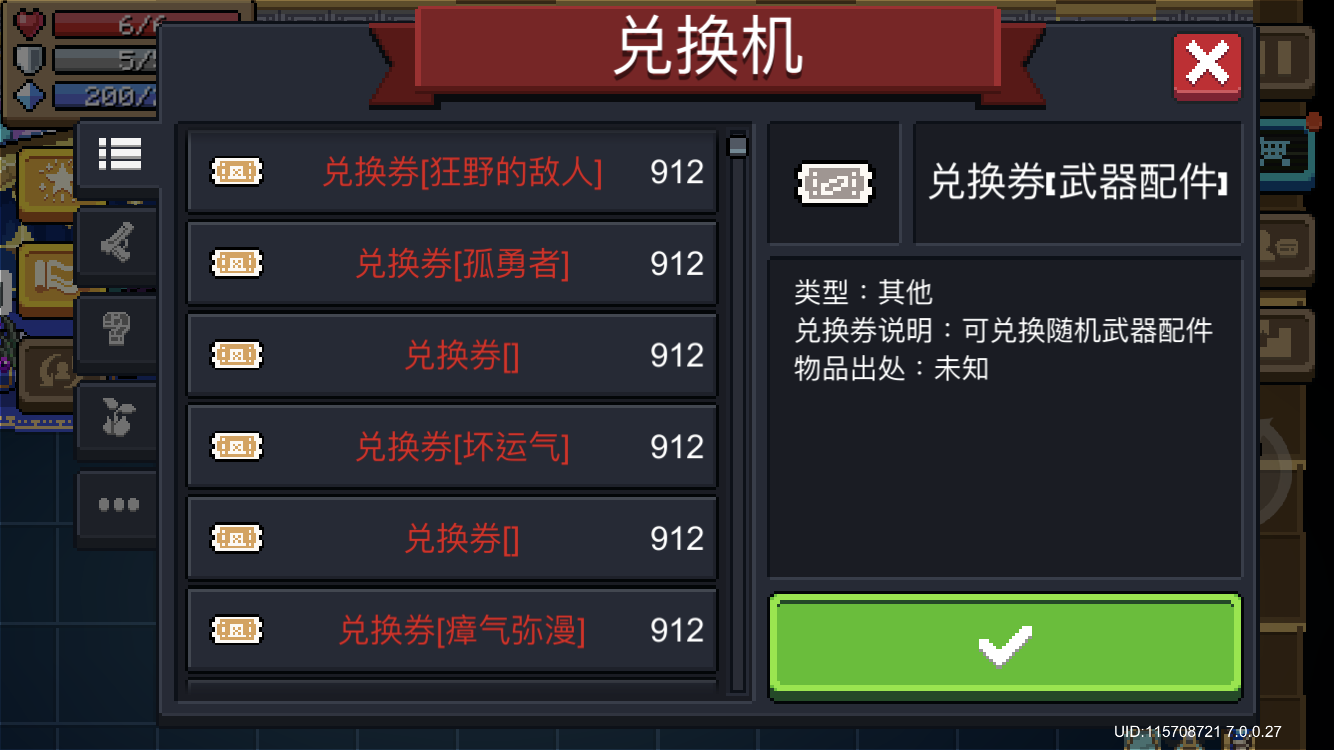 兑换机
6/6
5/5
200/2
兑换券[狂野的敌人] 912
兑换券[孤勇者] 912
兑换券[] 912
兑换券[坏运气] 912
兑换券[] 912
兑换券[瘴气弥漫] 912
兑换券[武器配件]
类型：其他
兑换券说明：可兑换随机武器配件
物品出处：未知
UID:115708721 7.0.0.27